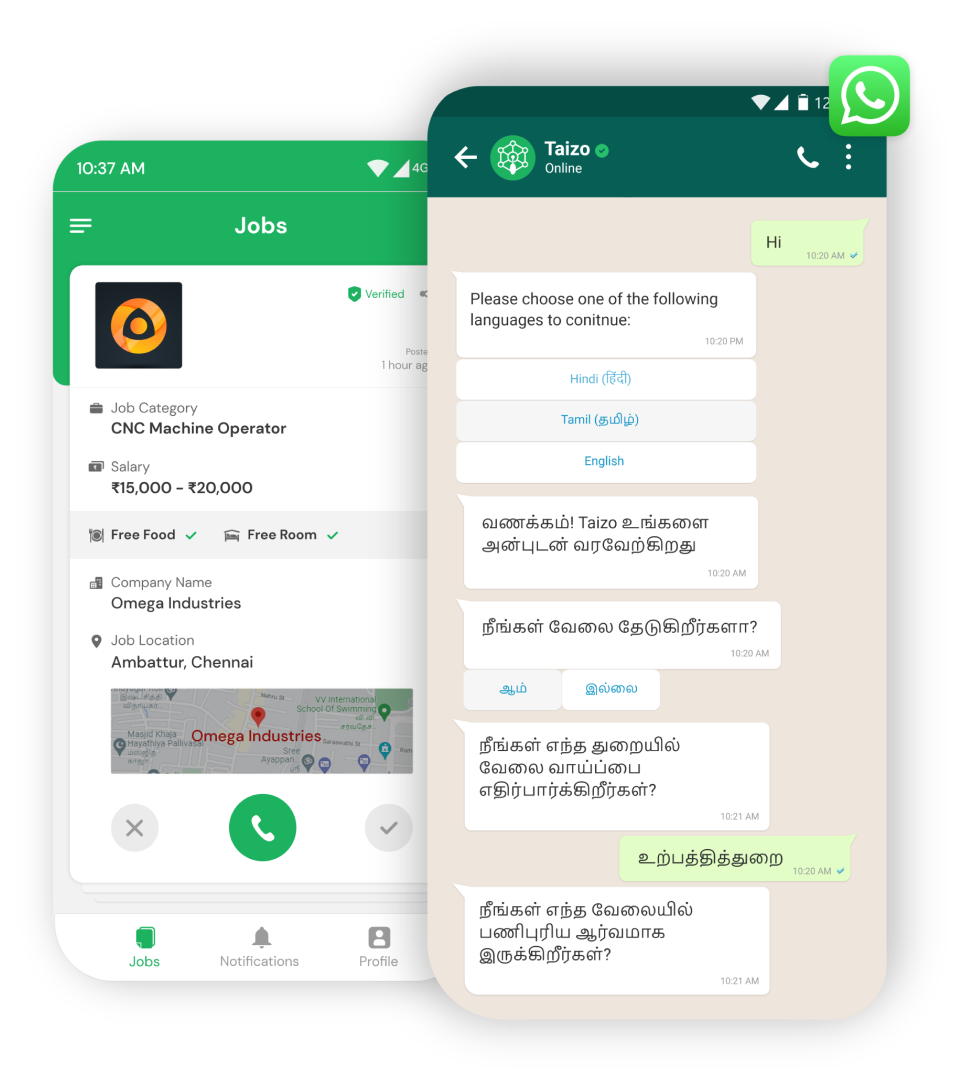 10:37 AM
4G
Jobs
Verified
1 hour
Job Category
CNC Machine Operator
Salary
₹15,000 – ₹20,000
Free Food
Free Room
Company Name
Omega Industries
Job Location
Ambattur, Chennai
Nehru St
VV International
School Of Swimming
Masjid Khaja
Hayathiya Pallivasal
Omega Industries
Saraswathi St
Sree
Ayappan
Jobs
Notifications
Profile
Taizo
Online
Hi
10:20 AM
Please choose one of the following
languages to conitnue:
10:20 PM
Hindi (हिंदी)
Tamil (தமிழ்)
English
வணக்கம்! Taizo உங்களை
அன்புடன் வரவேற்கிறது
10:20 AM
நீங்கள் வேலை தேடுகிறீர்களா?
10:20 AM
ஆம்
இல்லை
நீங்கள் எந்த துறையில்
வேலை வாய்ப்பை
எதிர்பார்க்கிறீர்கள்?
10:21 AM
உற்பத்தித்துறை
10:20 AM
நீங்கள் எந்த வேலையில்
பணிபுரிய ஆர்வமாக
இருக்கிறீர்கள்?
10:21 AM